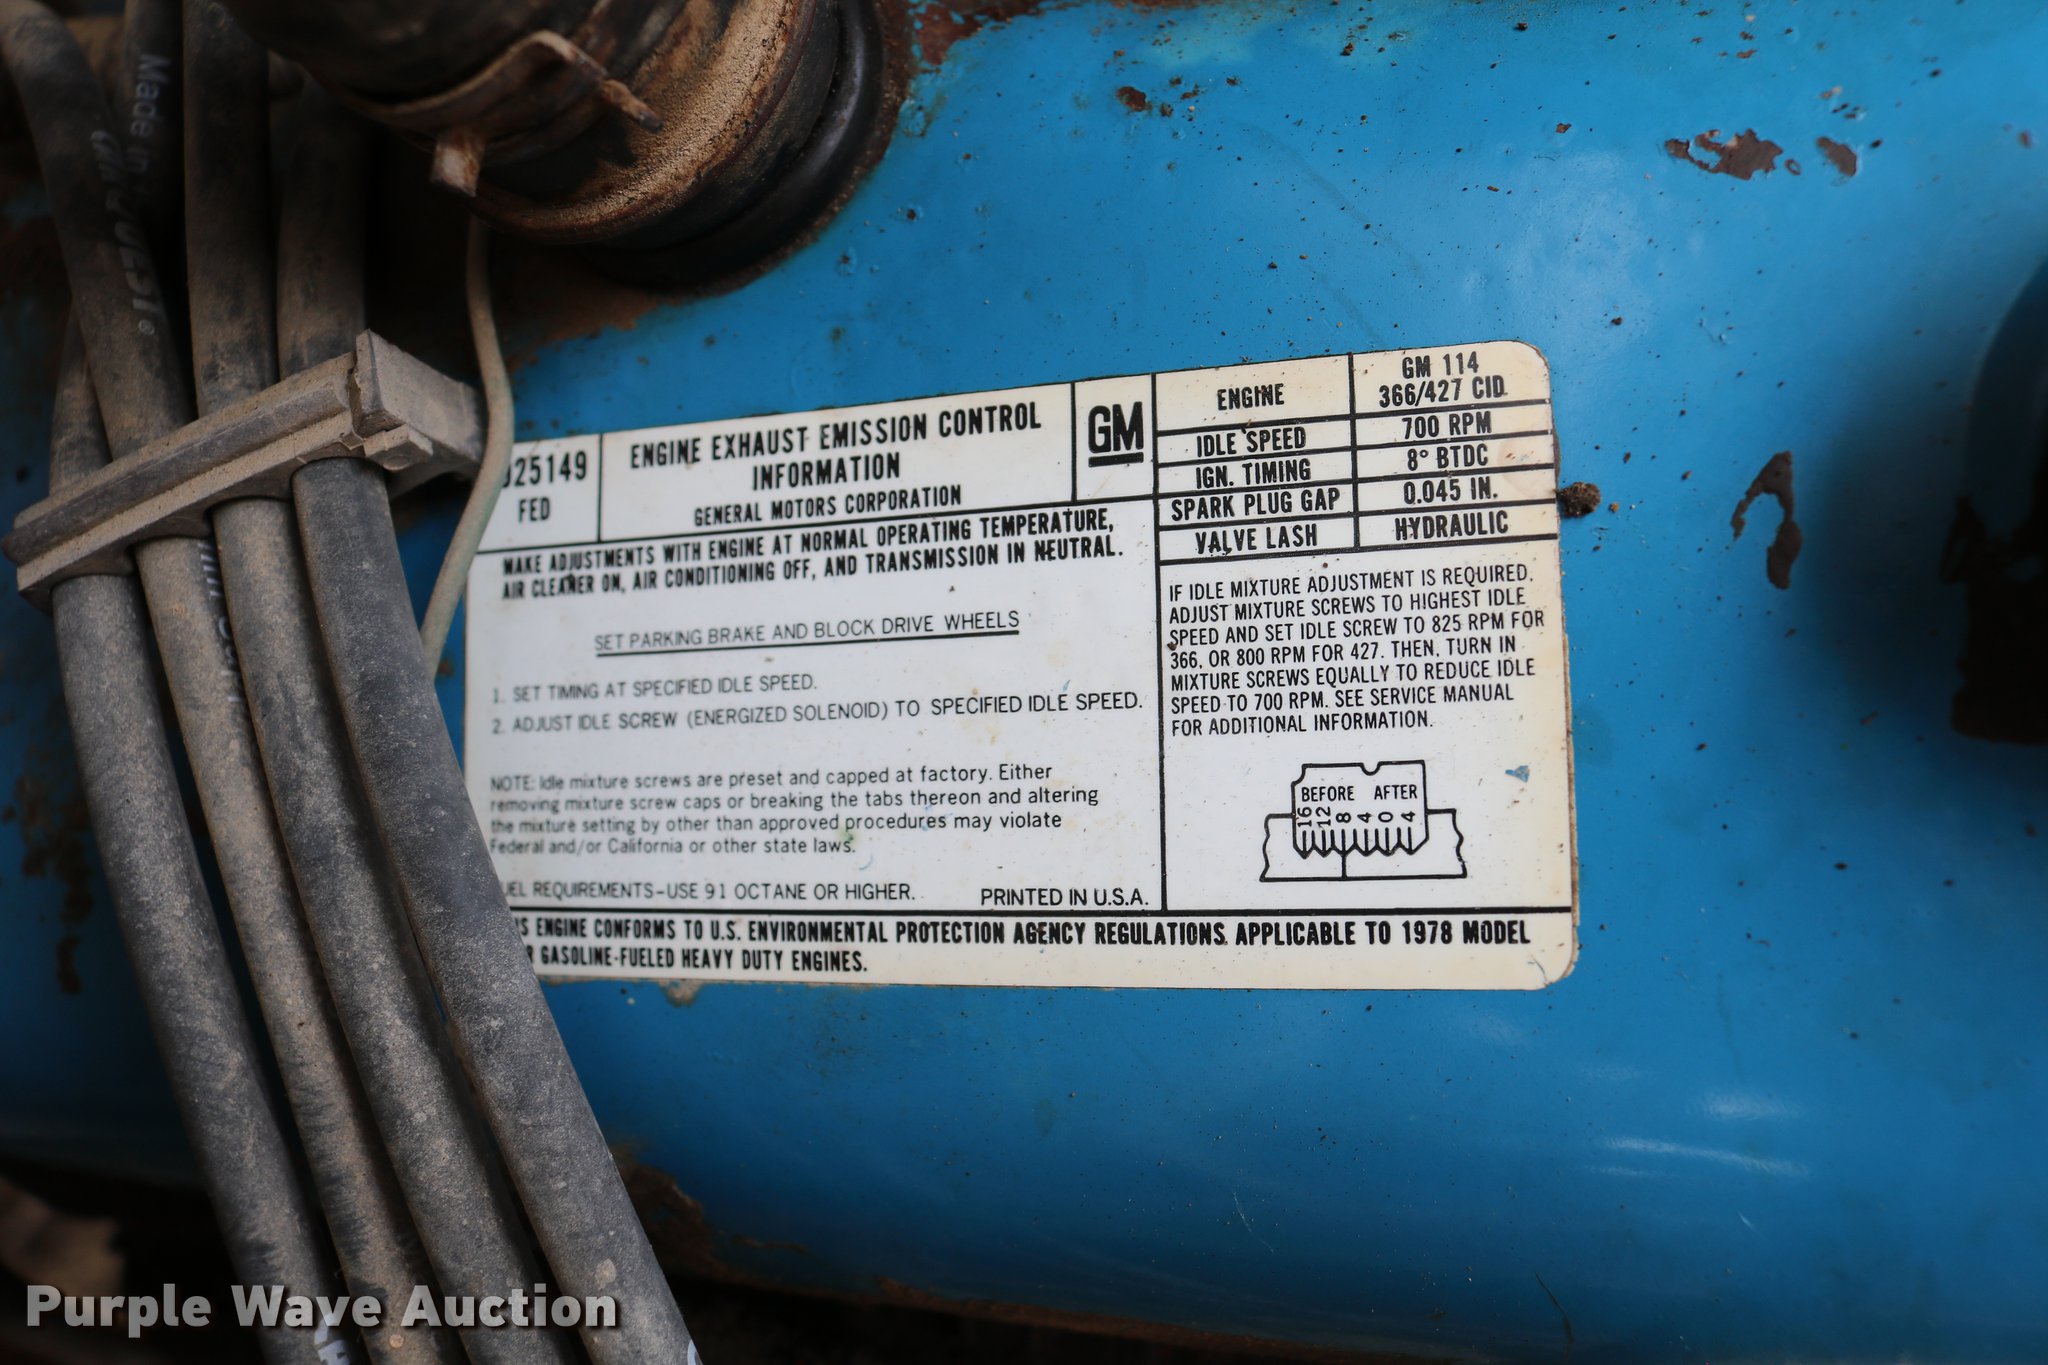 Made in
QUEST®
025149
FED
ENGINE EXHAUST EMISSION CONTROL
INFORMATION
GENERAL MOTORS CORPORATION
GM
ENGINE
GM 114
366/427 CID
IDLE SPEED
700 RPM
IGN. TIMING
8° BTDC
SPARK PLUG GAP
0.045 IN.
VALVE LASH
HYDRAULIC
MAKE ADJUSTMENTS WITH ENGINE AT NORMAL OPERATING TEMPERATURE,
AIR CLEANER ON, AIR CONDITIONING OFF, AND TRANSMISSION IN NEUTRAL.
SET PARKING BRAKE AND BLOCK DRIVE WHEELS
1. SET TIMING AT SPECIFIED IDLE SPEED.
2. ADJUST IDLE SCREW (ENERGIZED SOLENOID) TO SPECIFIED IDLE SPEED.
NOTE: Idle mixture screws are preset and capped at factory. Either
removing mixture screw caps or breaking the tabs thereon and altering
the mixture setting by other than approved procedures may violate
Federal and/or California or other state laws.
UEL REQUIREMENTS-USE 91 OCTANE OR HIGHER.
PRINTED IN U.S.A.
IF IDLE MIXTURE ADJUSTMENT IS REQUIRED,
ADJUST MIXTURE SCREWS TO HIGHEST IDLE
SPEED AND SET IDLE SCREW TO 825 RPM FOR
366, OR 800 RPM FOR 427. THEN, TURN IN
MIXTURE SCREWS EQUALLY TO REDUCE IDLE
SPEED TO 700 RPM. SEE SERVICE MANUAL
FOR ADDITIONAL INFORMATION.
BEFORE AFTER
16 12 8 4 0 4
IS ENGINE CONFORMS TO U.S. ENVIRONMENTAL PROTECTION AGENCY REGULATIONS APPLICABLE TO 1978 MODEL
R GASOLINE-FUELED HEAVY DUTY ENGINES.
Purple Wave Auction